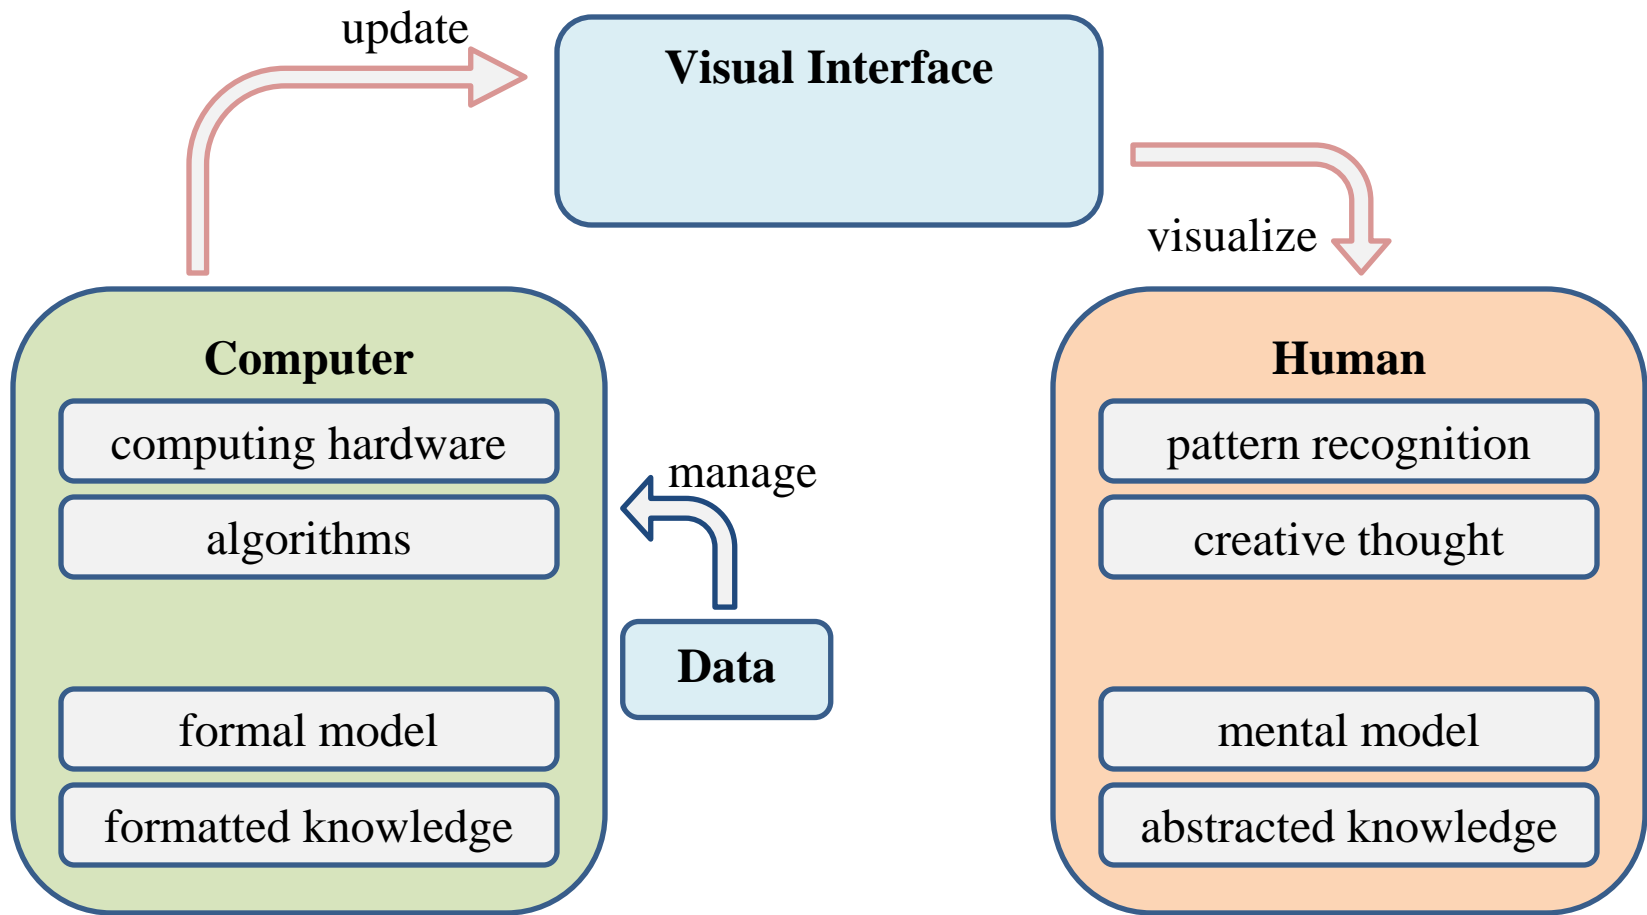 update
Visual Interface
visualize
Computer
computing hardware
algorithms
formal model
formatted knowledge
manage
Data
Human
pattern recognition
creative thought
mental model
abstracted knowledge